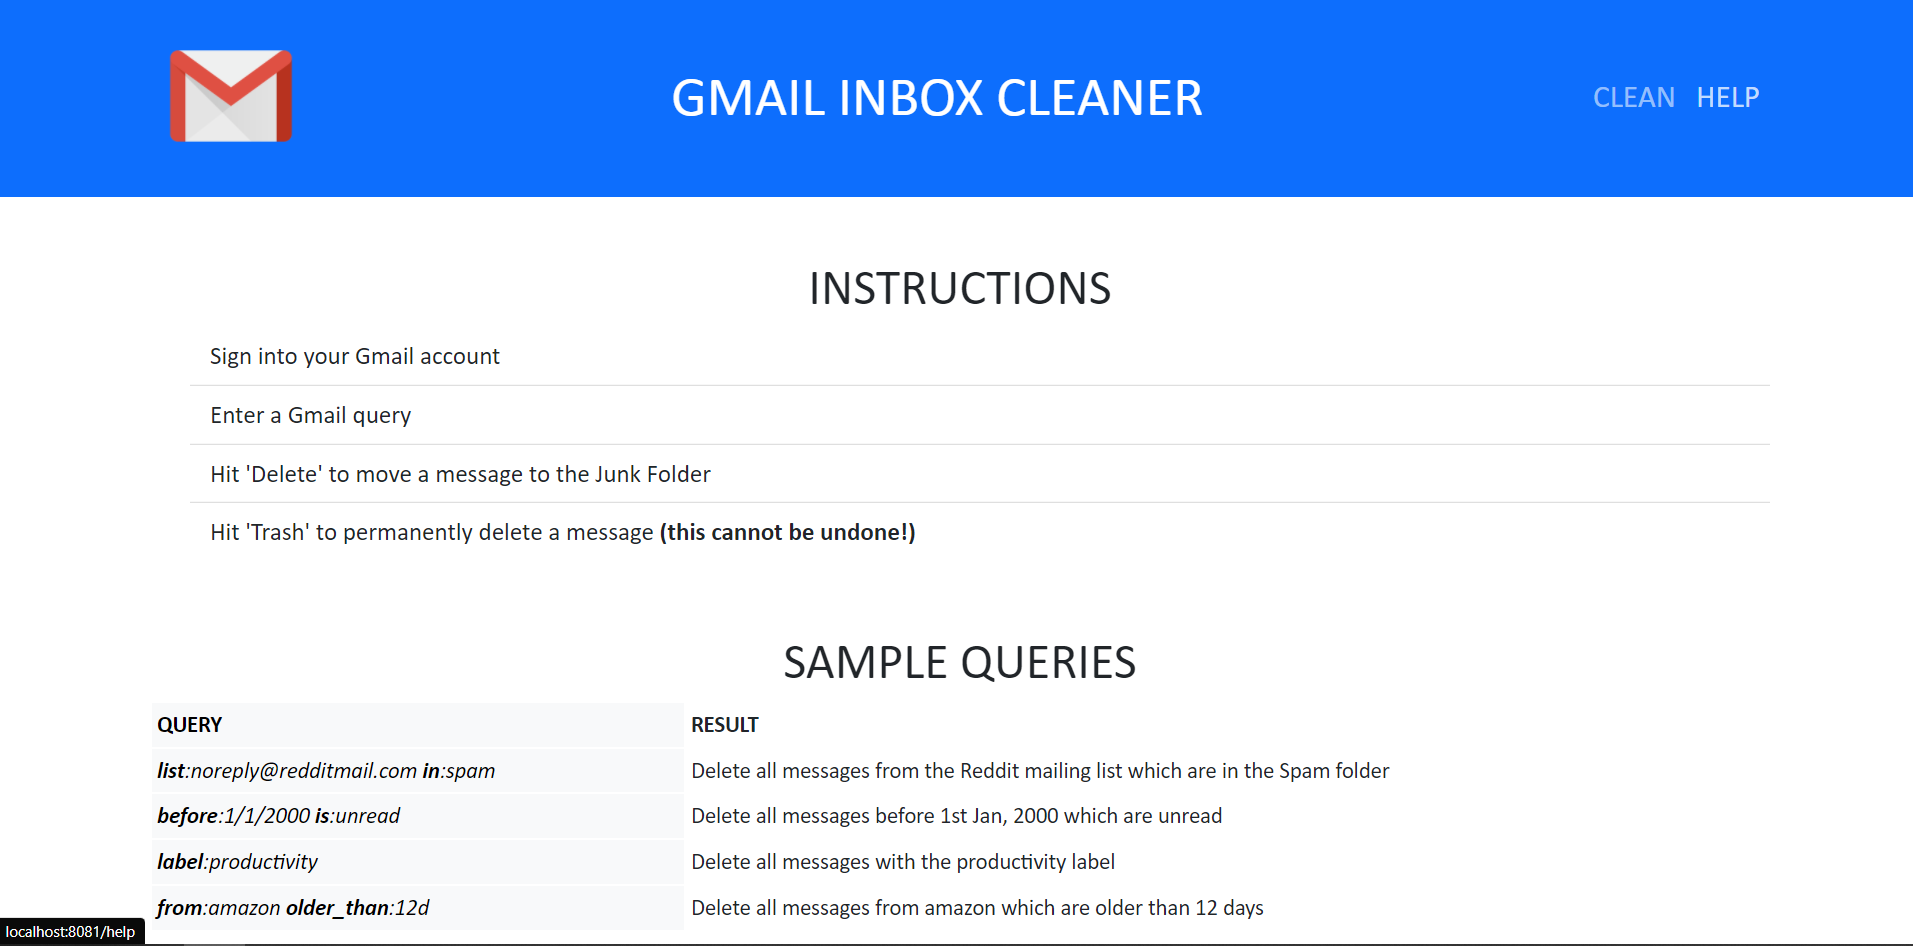 GMAIL INBOX CLEANER
CLEAN HELP
INSTRUCTIONS
Sign into your Gmail account
Enter a Gmail query
Hit 'Delete' to move a message to the Junk Folder
Hit 'Trash' to permanently delete a message (this cannot be undone!)
SAMPLE QUERIES
QUERY RESULT
list:noreply@redditmail.com in:spam Delete all messages from the Reddit mailing list which are in the Spam folder
before:1/1/2000 is:unread Delete all messages before 1st Jan, 2000 which are unread
label:productivity Delete all messages with the productivity label
from:amazon older_than:12d Delete all messages from amazon which are older than 12 days
localhost:8081/help